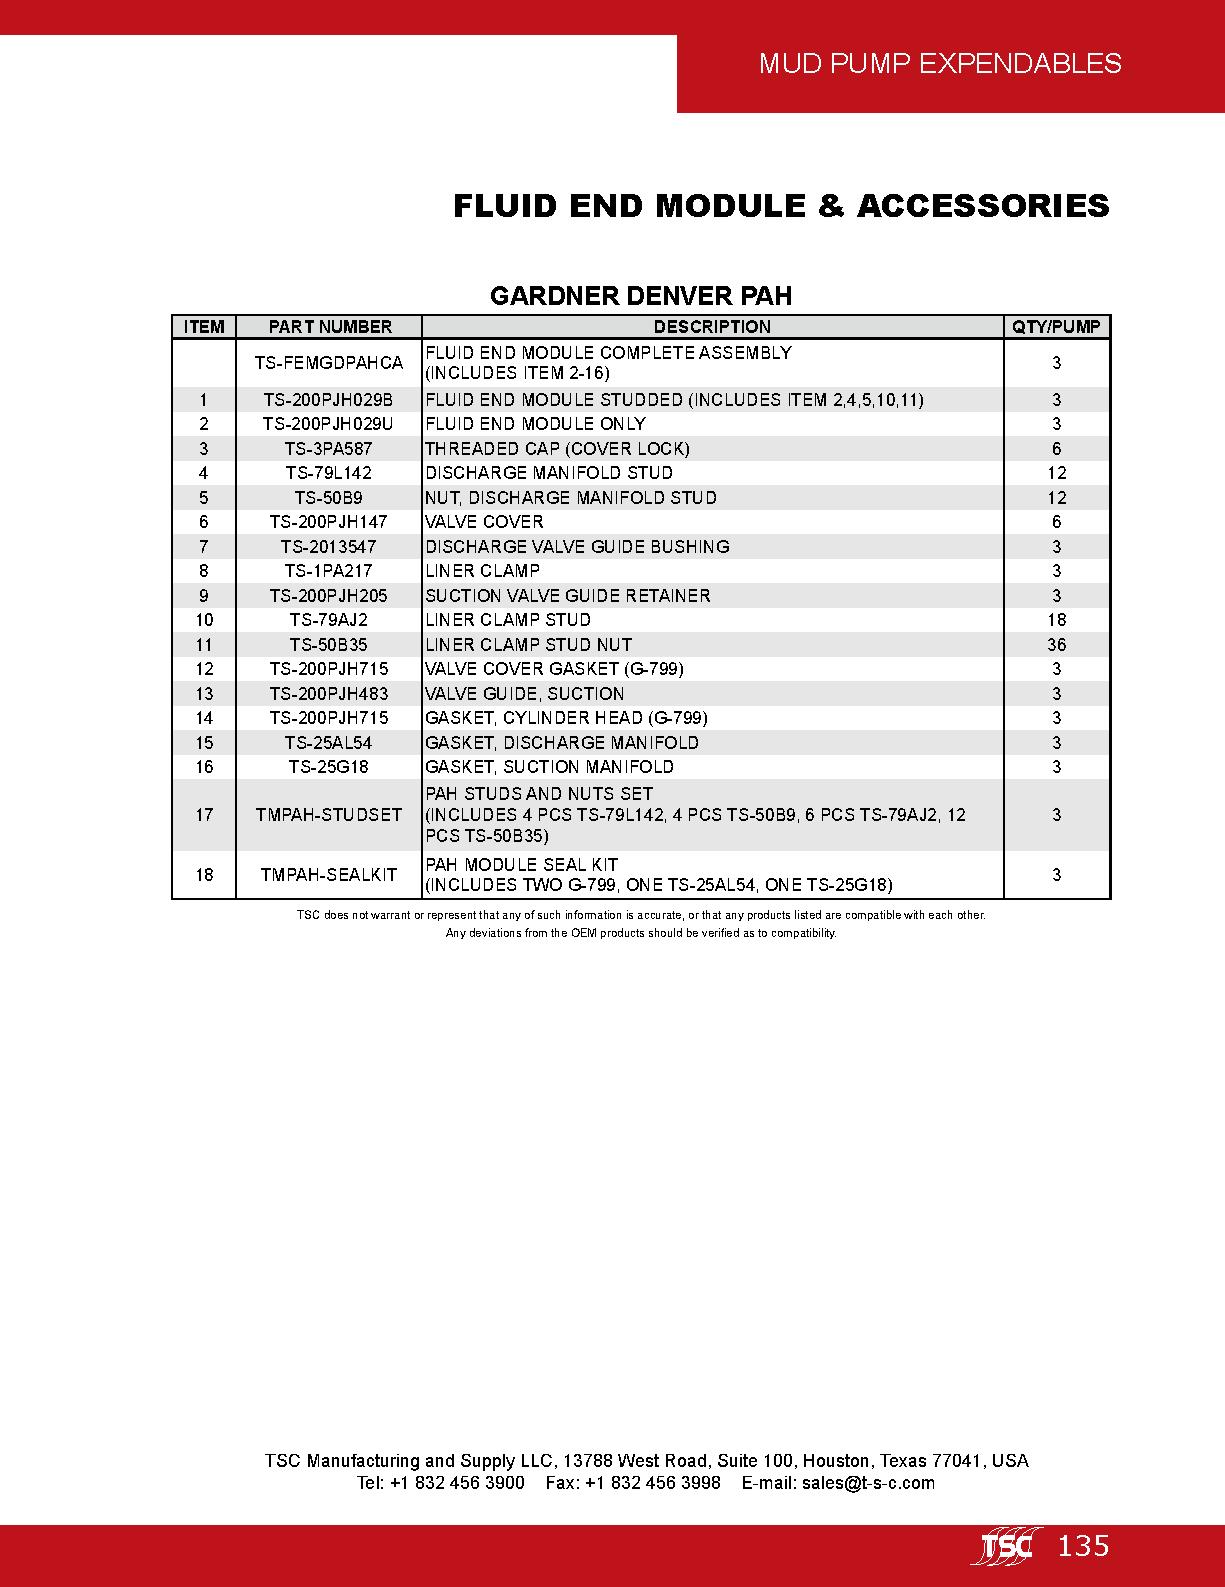 MUD PUMP EXPENDABLES
FLUID END MODULE & ACCESSORIES
GARDNER DENVER PAH
ITEM PART NUMBER DESCRIPTION QTY/PUMP
TS-FEMGDPAHCA FLUID END MODULE COMPLETE ASSEMBLY
(INCLUDES ITEM 2-16) 3
1 TS-200PJH029B FLUID END MODULE STUDDED (INCLUDES ITEM 2,4,5,10,11) 3
2 TS-200PJH029U FLUID END MODULE ONLY 3
3 TS-3PA587 THREADED CAP (COVER LOCK) 6
4 TS-79L142 DISCHARGE MANIFOLD STUD 12
5 TS-50B9 NUT, DISCHARGE MANIFOLD STUD 12
6 TS-200PJH147 VALVE COVER 6
7 TS-2013547 DISCHARGE VALVE GUIDE BUSHING 3
8 TS-1PA217 LINER CLAMP 3
9 TS-200PJH205 SUCTION VALVE GUIDE RETAINER 3
10 TS-79AJ2 LINER CLAMP STUD 18
11 TS-50B35 LINER CLAMP STUD NUT 36
12 TS-200PJH715 VALVE COVER GASKET (G-799) 3
13 TS-200PJH483 VALVE GUIDE, SUCTION 3
14 TS-200PJH715 GASKET, CYLINDER HEAD (G-799) 3
15 TS-25AL54 GASKET, DISCHARGE MANIFOLD 3
16 TS-25G18 GASKET, SUCTION MANIFOLD 3
17 TMPAH-STUDSET PAH STUDS AND NUTS SET
(INCLUDES 4 PCS TS-79L142, 4 PCS TS-50B9, 6 PCS TS-79AJ2, 12
PCS TS-50B35) 3
18 TMPAH-SEALKIT PAH MODULE SEAL KIT
(INCLUDES TWO G-799, ONE TS-25AL54, ONE TS-25G18) 3
TSC does not warrant or represent that any of such information is accurate, or that any products listed are compatible with each other.
Any deviations from the OEM products should be verified as to compatibility.
TSC Manufacturing and Supply LLC, 13788 West Road, Suite 100, Houston, Texas 77041, USA
Tel: +1 832 456 3900 Fax: +1 832 456 3998 E-mail: sales@t-s-c.com
TSC 135